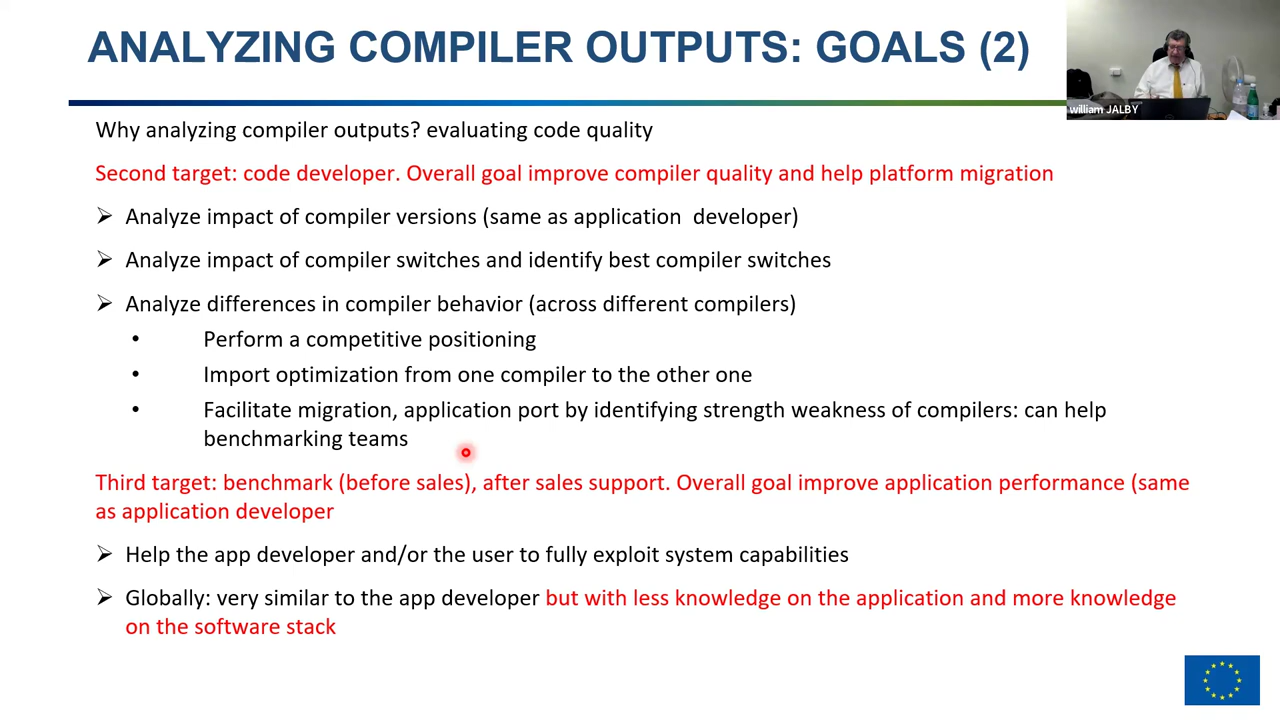 ANALYZING COMPILER OUTPUTS: GOALS (2)
william JALBY
Why analyzing compiler outputs? evaluating code quality
Second target: code developer. Overall goal improve compiler quality and help platform migration
➢ Analyze impact of compiler versions (same as application developer)
➢ Analyze impact of compiler switches and identify best compiler switches
➢ Analyze differences in compiler behavior (across different compilers)
• Perform a competitive positioning
• Import optimization from one compiler to the other one
• Facilitate migration, application port by identifying strength weakness of compilers: can help
benchmarking teams
Third target: benchmark (before sales), after sales support. Overall goal improve application performance (same
as application developer
➢ Help the app developer and/or the user to fully exploit system capabilities
➢ Globally: very similar to the app developer but with less knowledge on the application and more knowledge
on the software stack